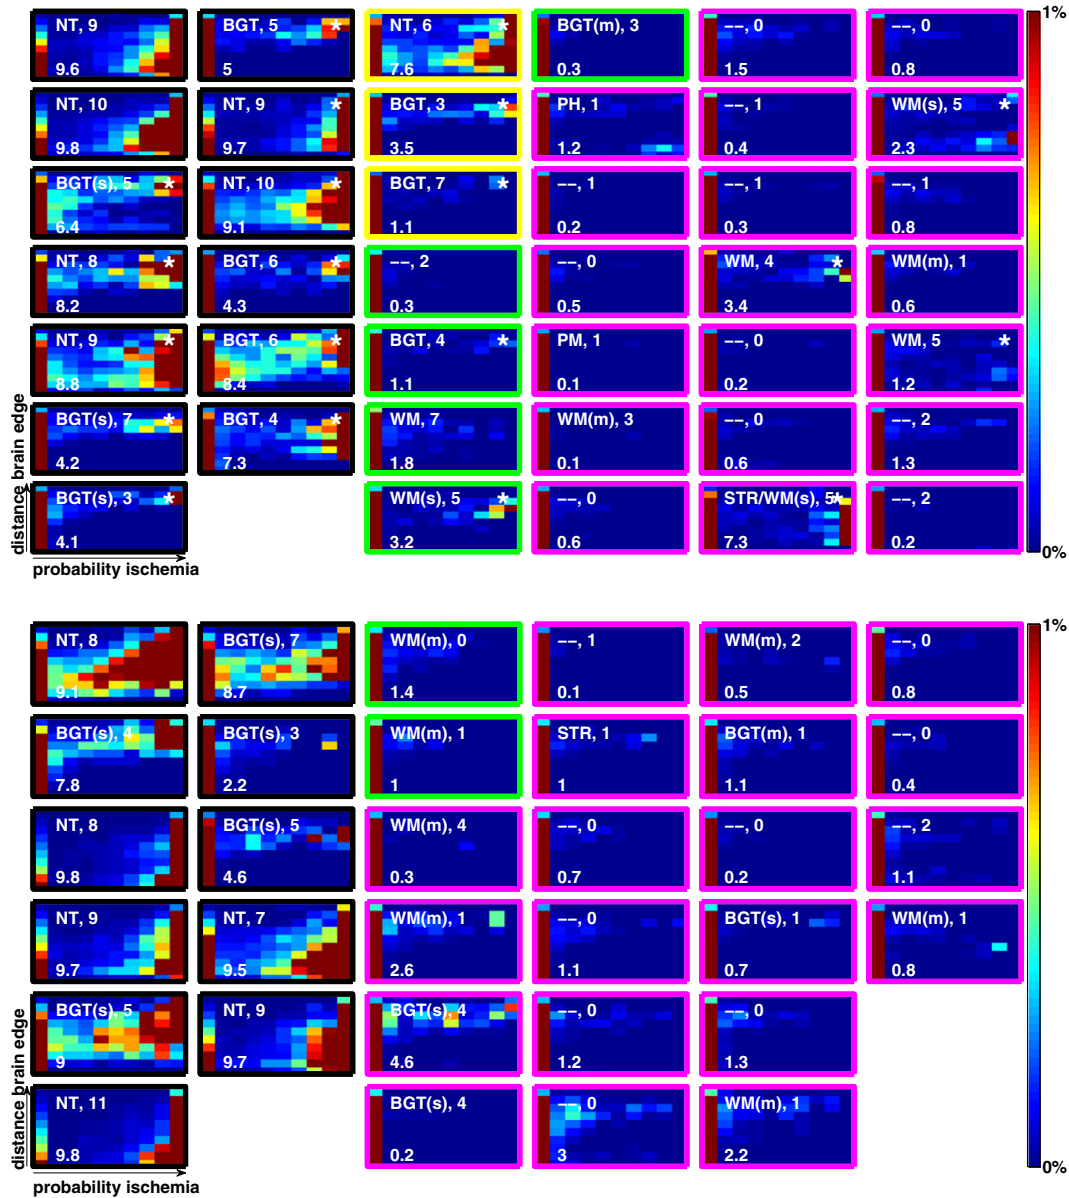 NT, 9 BGT, 5 * NT, 6 * BGT(m), 3 −−, 0 −−, 0 1%
9.6 5 7.6 0.3 1.5 0.8
NT, 10 NT, 9 * BGT, 3 * PH, 1 −−, 1 WM(s), 5 *
9.8 9.7 3.5 1.2 0.4 2.3
BGT(s), 5 * NT, 10 * BGT, 7 * −−, 1 −−, 1 −−, 1
6.4 9.1 1.1 0.2 0.3 0.8
NT, 8 * BGT, 6 * −−, 2 −−, 0 WM, 4 * WM(m), 1
8.2 4.3 0.3 0.5 3.4 0.6
NT, 9 * BGT, 6 * BGT, 4 * PM, 1 −−, 0 WM, 5 *
8.8 8.4 1.1 0.1 0.2 1.2
BGT(s), 7 * BGT, 4 * WM, 7 WM(m), 3 −−, 0 −−, 2
4.2 7.3 1.8 0.1 0.6 1.3
BGT(s), 3 * WM(s), 5 * −−, 0 STR/WM(s), 5* −−, 2
4.1 3.2 0.6 7.3 0.2 0%
distance brain edge
probability ischemia
NT, 8 BGT(s), 7 WM(m), 0 −−, 1 WM(m), 2 −−, 0 1%
9.1 8.7 1.4 0.1 0.5 0.8
BGT(s), 4 BGT(s), 3 WM(m), 1 STR, 1 BGT(m), 1 −−, 0
7.8 2.2 1 1 1.1 0.4
NT, 8 BGT(s), 5 WM(m), 4 −−, 0 −−, 0 −−, 2
9.8 4.6 0.3 0.7 0.2 1.1
NT, 9 NT, 7 WM(m), 1 −−, 0 BGT(s), 1 WM(m), 1
9.7 9.5 2.6 1.1 0.7 0.8
BGT(s), 5 NT, 9 BGT(s), 4 −−, 0 −−, 0
9 9.7 4.6 1.2 1.3
NT, 11 BGT(s), 4 −−, 0 WM(m), 1
9.8 0.2 3 2.2 0%
distance brain edge
probability ischemia